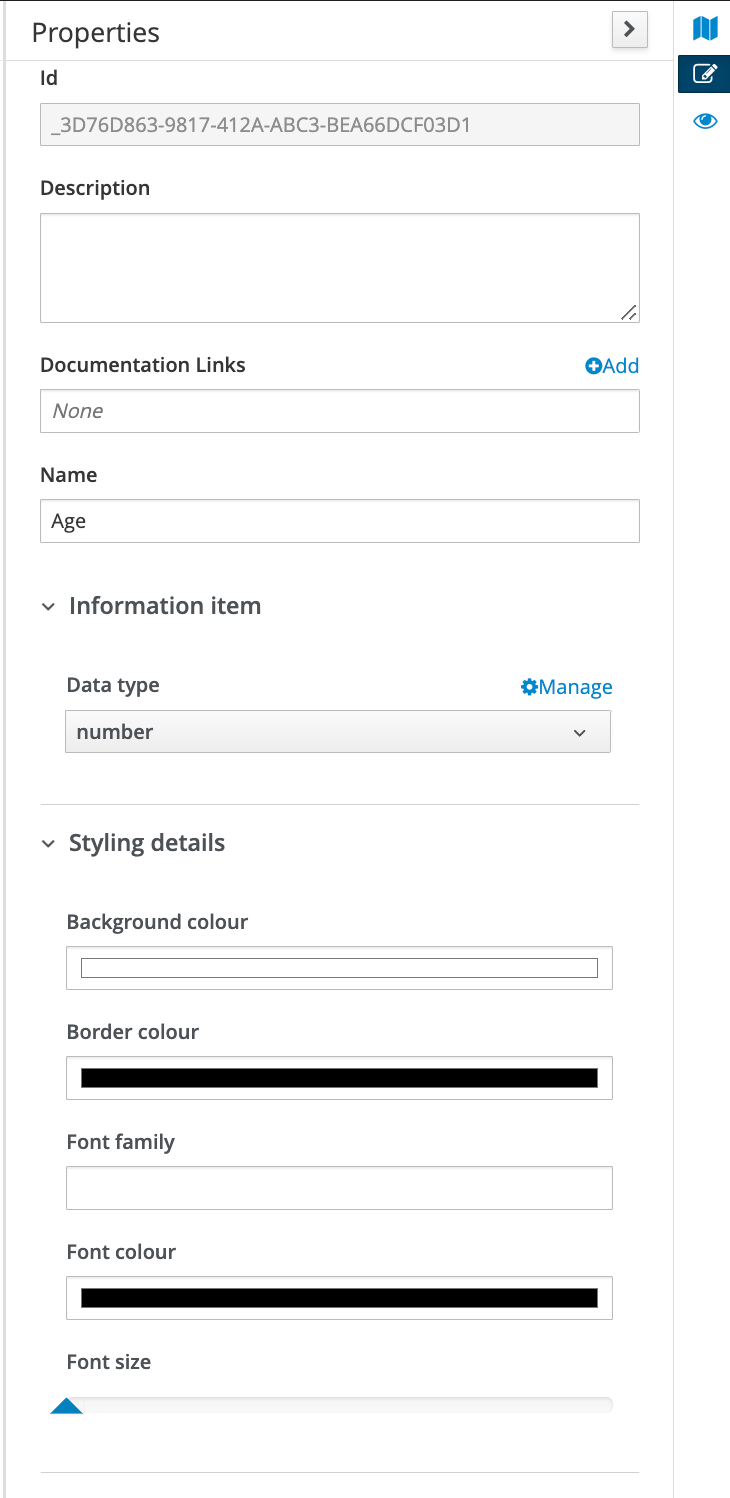 Properties
Id
_3D76D863-9817-412A-ABC3-BEA66DCF03D1
Description
Documentation Links
Add
None
Name
Age
Information item
Data type
Manage
number
Styling details
Background colour
Border colour
Font family
Font colour
Font size